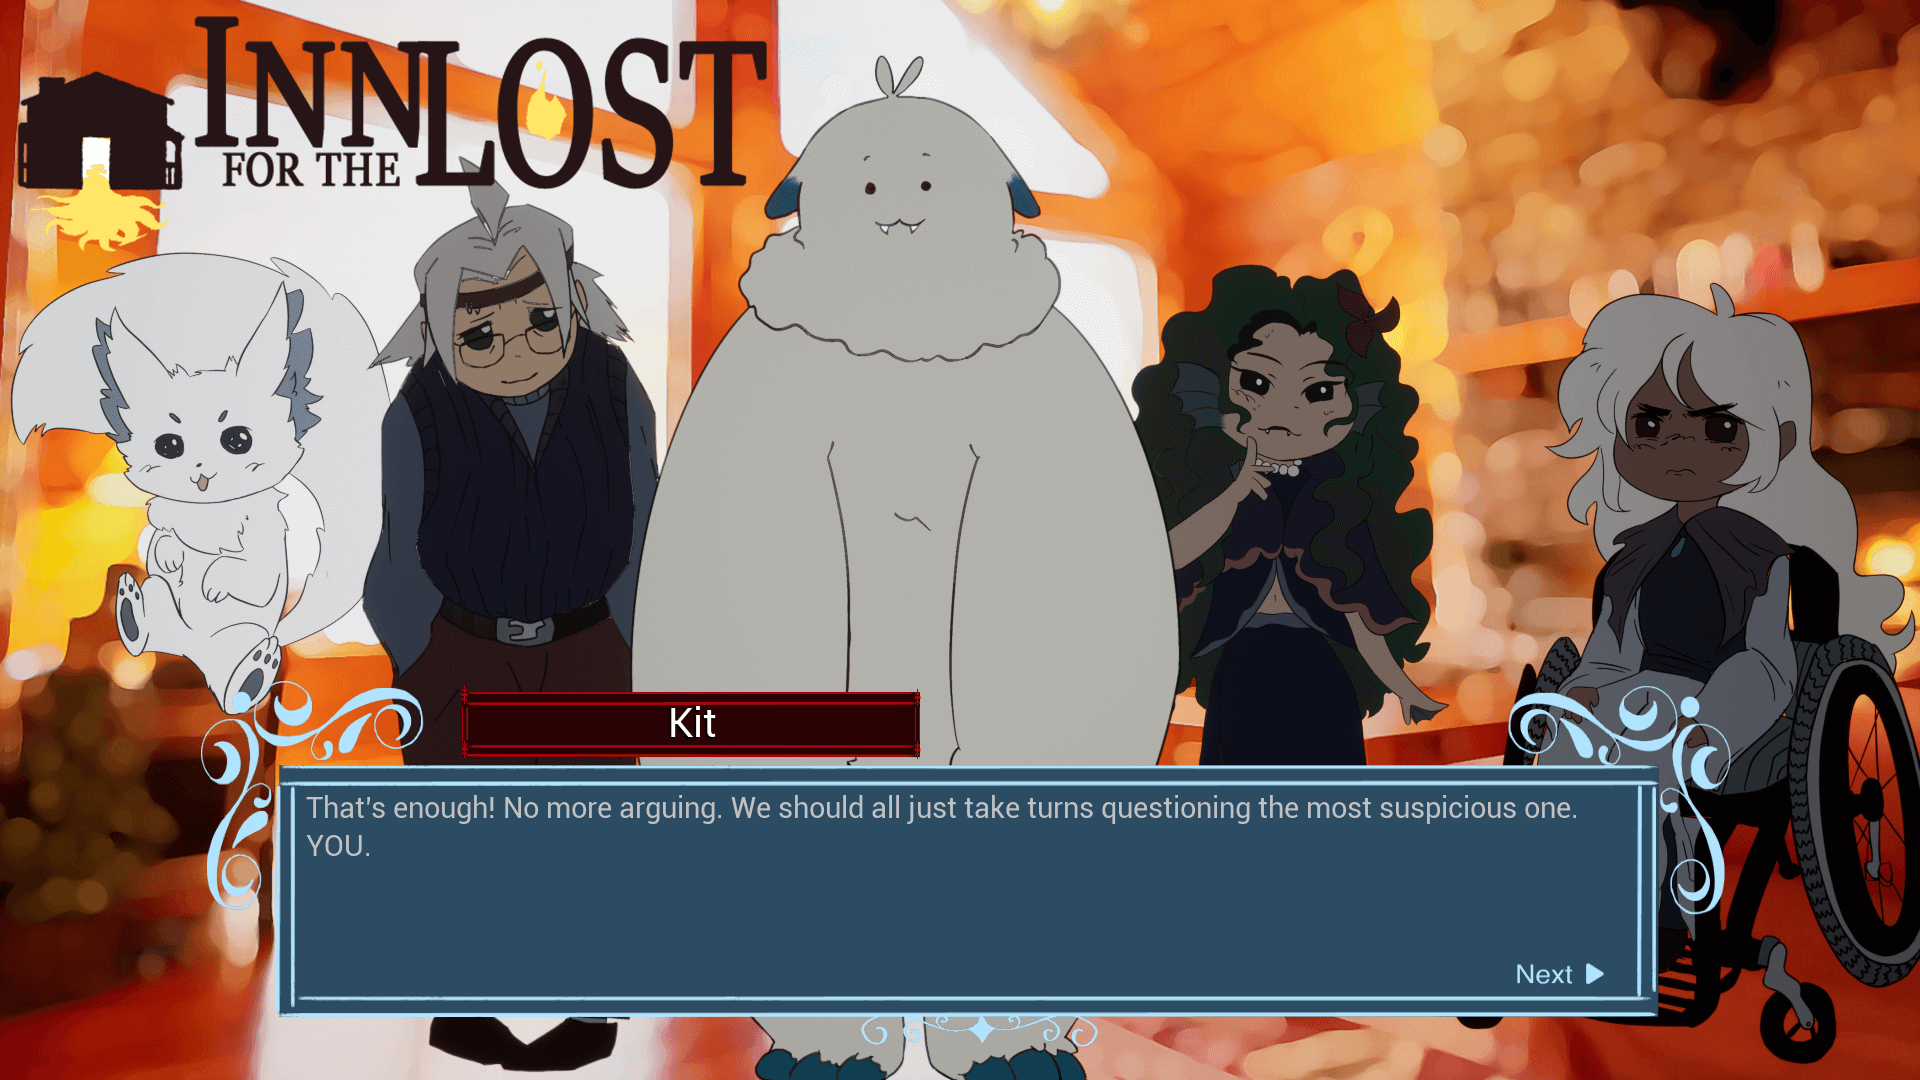 INN
FOR THE
LOST
Kit
That's enough! No more arguing. We should all just take turns questioning the most suspicious one.
YOU.
Next